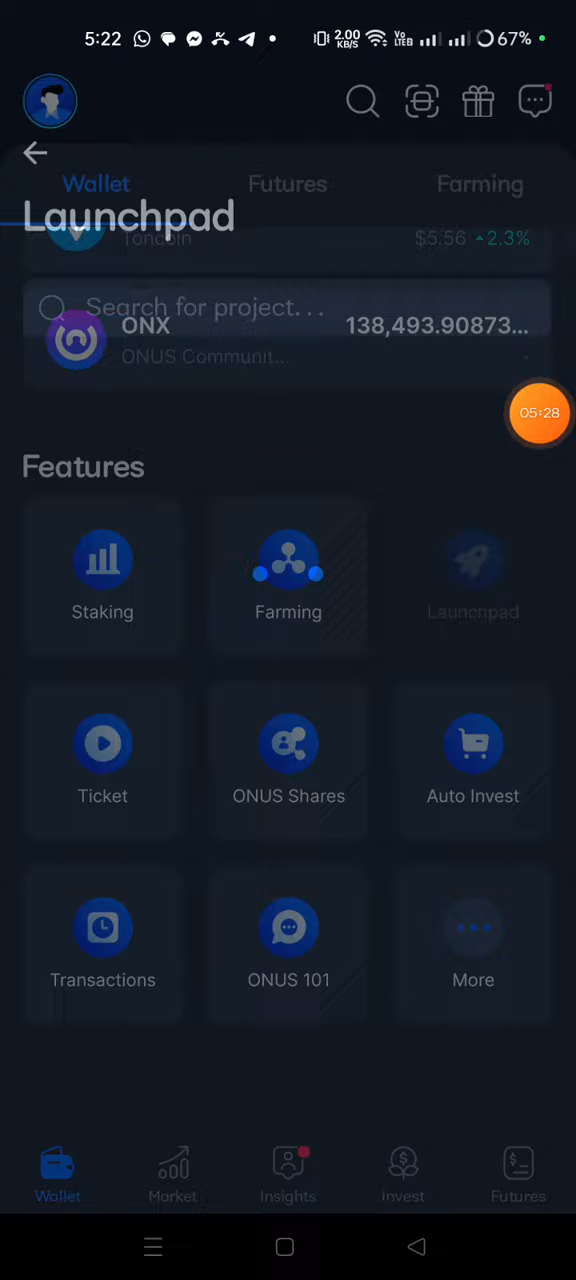 5:22
2.00 KB/S
Vo LTE2
67%
Wallet
Futures
Farming
Launchpad
Toncoin
$5.56
2.3%
Search for project...
ONX
138,493.90873...
ONUS Communit...
05:28
Features
Staking
Farming
Launchpad
Ticket
ONUS Shares
Auto Invest
Transactions
ONUS 101
More
Wallet
Market
Insights
Invest
Futures